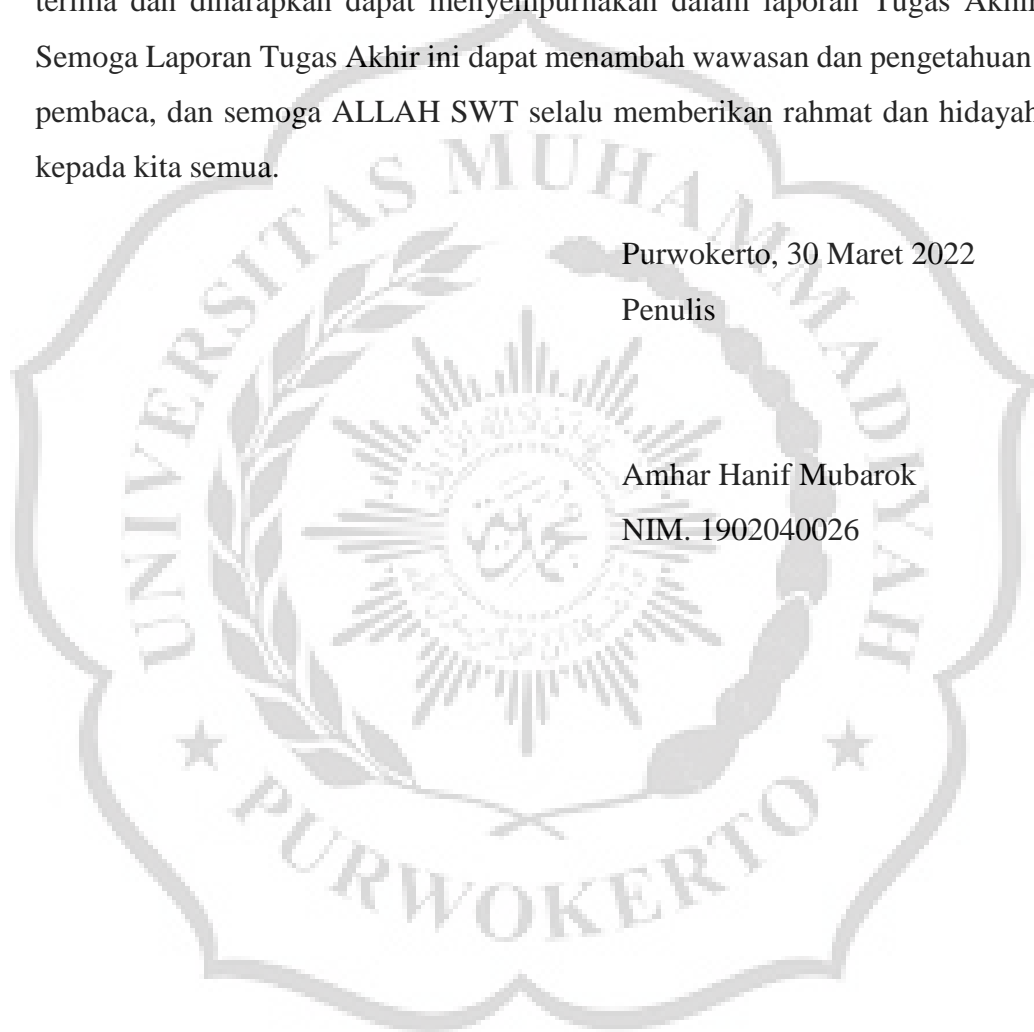 terima dan diharapkan dapat menyempurnakan dalam laporan Tugas Akhir
Semoga Laporan Tugas Akhir ini dapat menambah wawasan dan pengetahuan
pembaca, dan semoga ALLAH SWT selalu memberikan rahmat dan hidayah
kepada kita semua.
Purwokerto, 30 Maret 2022
Penulis
Amhar Hanif Mubarok
NIM. 1902040026
UNIVERSITAS MUHAMMADIYAH
★ PURWOKERTO ★